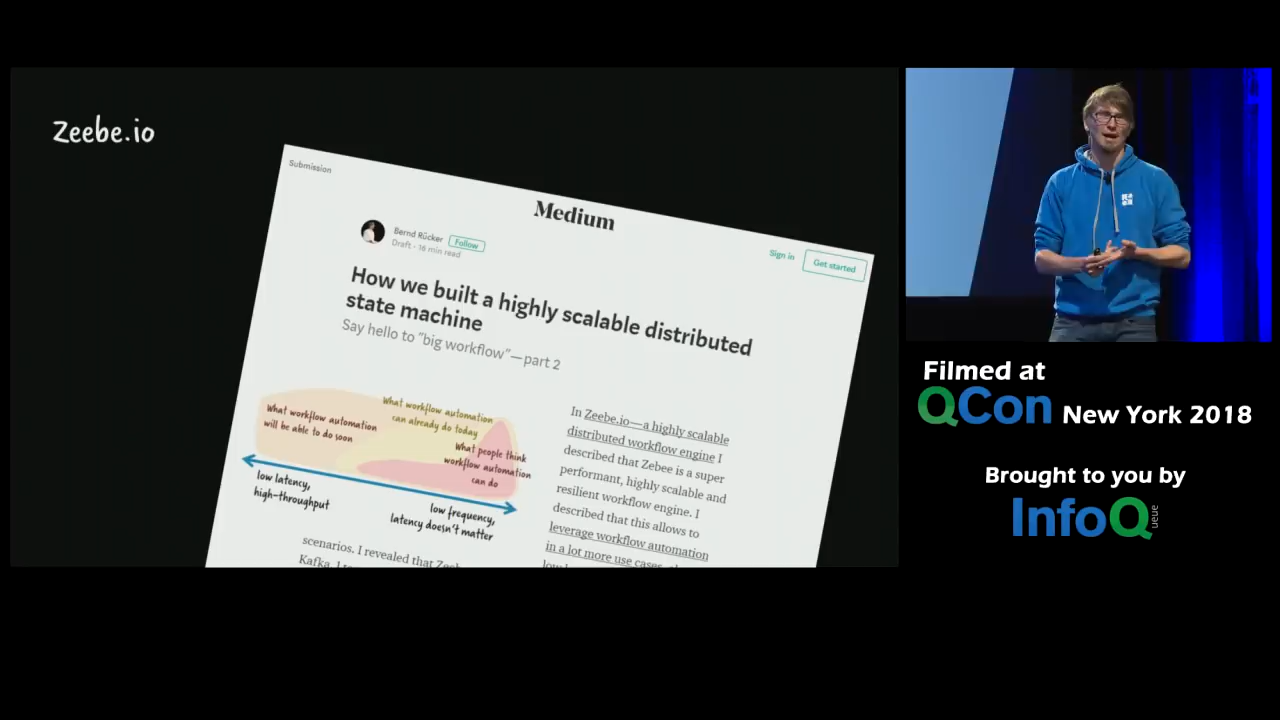 Zeebe.io
Submission
Medium
Bernd Rücker Follow
Draft · 16 min read
Sign in
Get started
How we built a highly scalable distributed
state machine
Say hello to "big workflow"—part 2
What workflow automation
will be able to do soon
What workflow automation
can already do today
What people think
workflow automation
can do
low latency,
high-throughput
low frequency,
latency doesn't matter
scenarios. I revealed that
Kafka.
In Zeebe.io—a highly scalable
distributed workflow engine I
described that Zebee is a super
performant, highly scalable and
resilient workflow engine. I
described that this allows to
leverage workflow automation
in a lot more use cases,
Filmed at
QCon New York 2018
Brought to you by
InfoQ